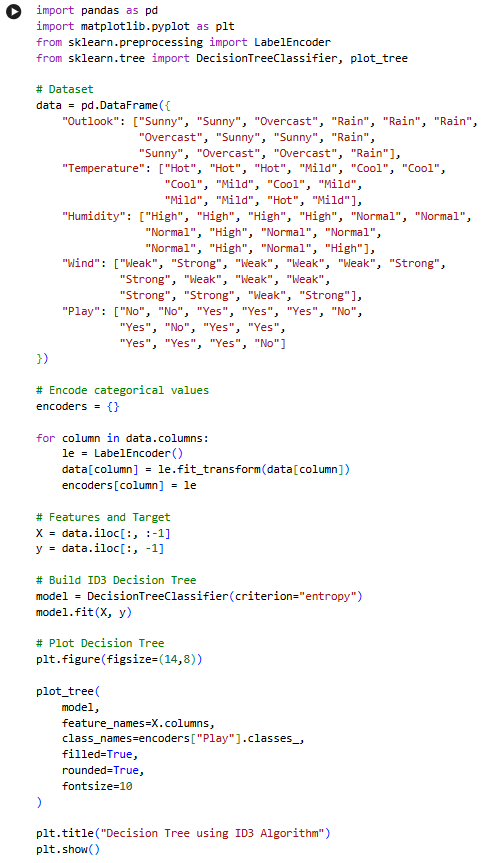 import pandas as pd
import matplotlib.pyplot as plt
from sklearn.preprocessing import LabelEncoder
from sklearn.tree import DecisionTreeClassifier, plot_tree

# Dataset
data = pd.DataFrame({
    "Outlook": ["Sunny", "Sunny", "Overcast", "Rain", "Rain", "Rain",
                "Overcast", "Sunny", "Sunny", "Rain",
                "Sunny", "Overcast", "Overcast", "Rain"],
    "Temperature": ["Hot", "Hot", "Hot", "Mild", "Cool", "Cool",
                    "Cool", "Mild", "Cool", "Mild",
                    "Mild", "Mild", "Hot", "Mild"],
    "Humidity": ["High", "High", "High", "High", "Normal", "Normal",
                 "Normal", "High", "Normal", "Normal",
                 "Normal", "High", "Normal", "High"],
    "Wind": ["Weak", "Strong", "Weak", "Weak", "Weak", "Strong",
             "Strong", "Weak", "Weak", "Weak",
             "Strong", "Strong", "Weak", "Strong"],
    "Play": ["No", "No", "Yes", "Yes", "Yes", "No",
             "Yes", "No", "Yes", "Yes",
             "Yes", "Yes", "Yes", "No"]
})

# Encode categorical values
encoders = {}

for column in data.columns:
    le = LabelEncoder()
    data[column] = le.fit_transform(data[column])
    encoders[column] = le

# Features and Target
X = data.iloc[:, :-1]
y = data.iloc[:, -1]

# Build ID3 Decision Tree
model = DecisionTreeClassifier(criterion="entropy")
model.fit(X, y)

# Plot Decision Tree
plt.figure(figsize=(14,8))

plot_tree(
    model,
    feature_names=X.columns,
    class_names=encoders["Play"].classes_,
    filled=True,
    rounded=True,
    fontsize=10
)

plt.title("Decision Tree using ID3 Algorithm")
plt.show()